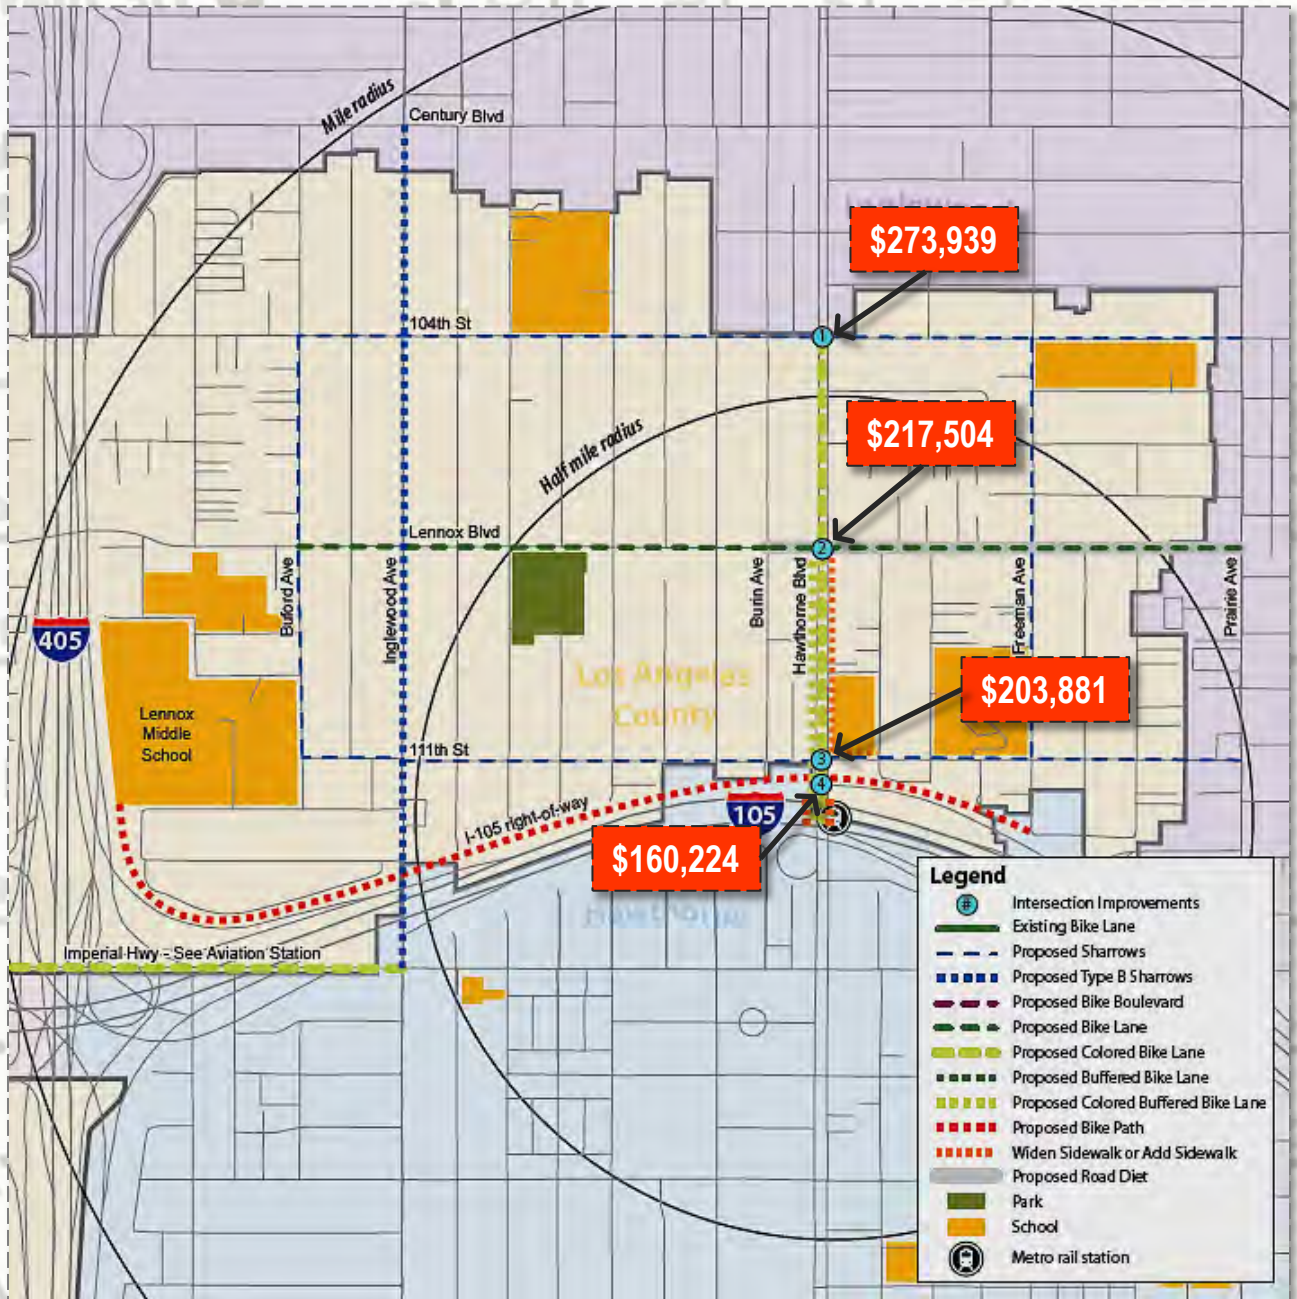 Mile radius
Century Blvd
$273,939
104th St
1
$217,504
Half mile radius
Lennox Blvd
2
Buford Ave
Inglewood Ave
Burin Ave
Hawthorne Blvd
Freeman Ave
Prairie Ave
405
Los Angeles
County
$203,881
Lennox
Middle
School
111th St
3
4
I-105 right-of-way
105
$160,224
Hawthorne
Imperial Hwy - See Aviation Station
Legend
# Intersection Improvements
Existing Bike Lane
Proposed Sharrows
Proposed Type B Sharrows
Proposed Bike Boulevard
Proposed Bike Lane
Proposed Colored Bike Lane
Proposed Buffered Bike Lane
Proposed Colored Buffered Bike Lane
Proposed Bike Path
Widen Sidewalk or Add Sidewalk
Proposed Road Diet
Park
School
Metro rail station